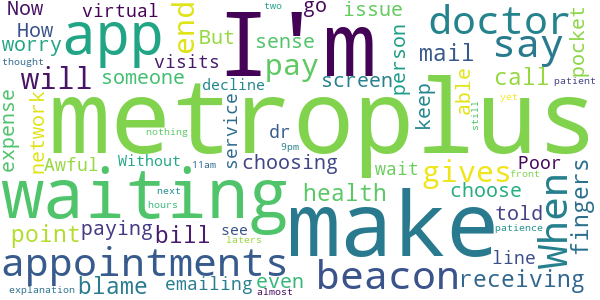 Now virtual end I'm go issue pocket
How app But sense doctor
worry visits pay person say
will someone screen mail call
expense network decline keep able patient
thought two
metroplus
nothing service still yet
Awful Without 11am dr 9pm choosing wait gives Poor front
waiting health make choose told When fingers
point paying bill next hours see laters line patience
appointments blame emailing even beacon receiving
explanation almost